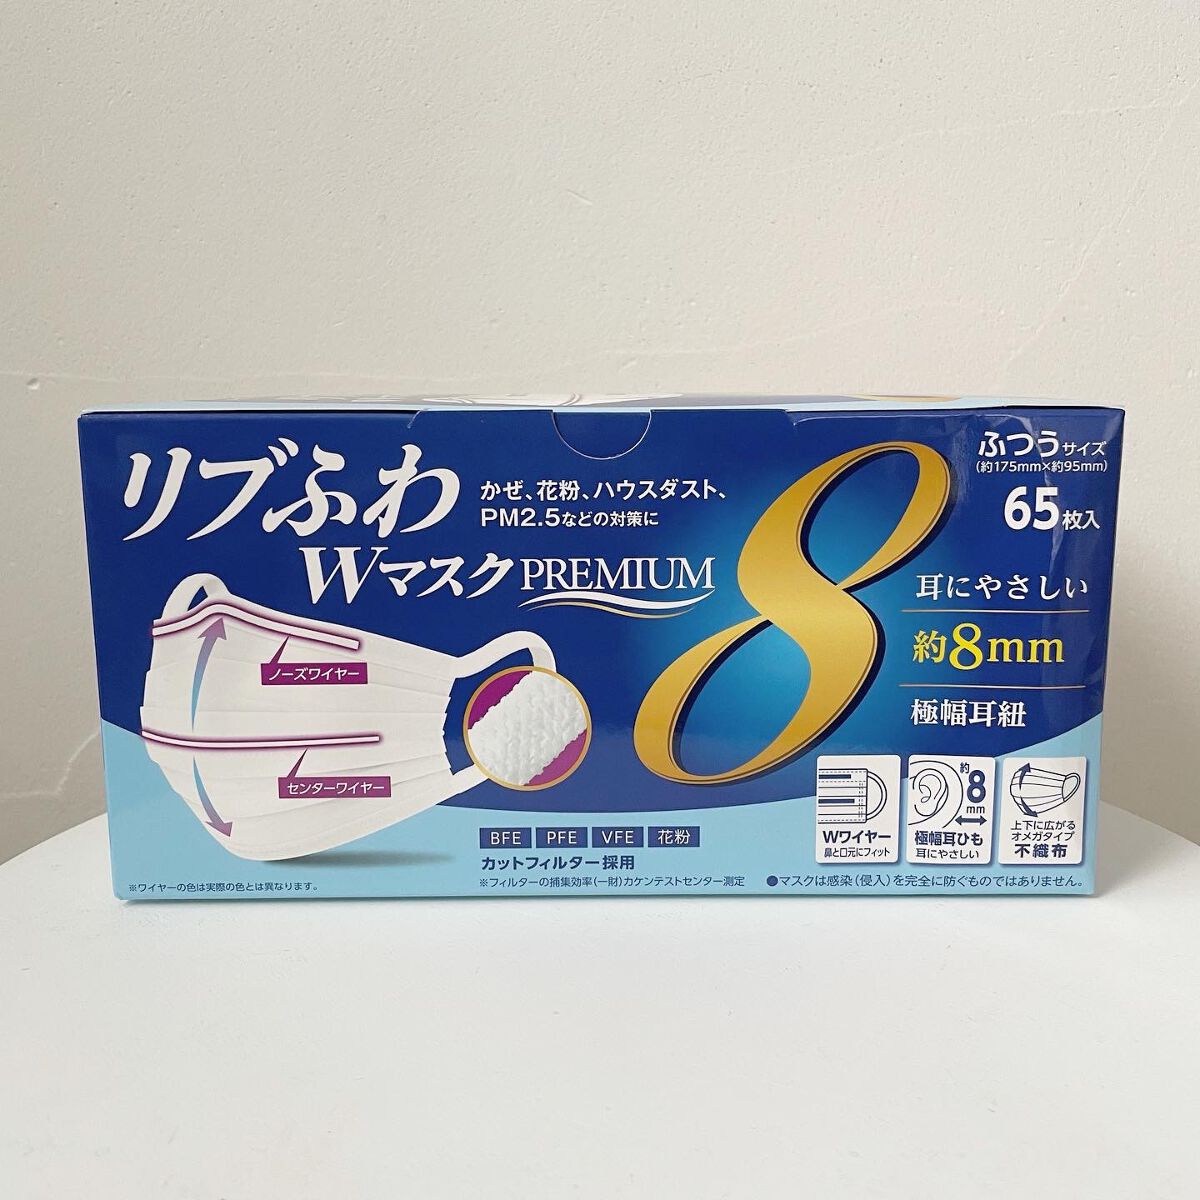 リブふわ
Wマスク PREMIUM
かぜ、花粉、ハウスダスト、
PM2.5などの対策に
8
ふつうサイズ
(約175mm×約95mm)
65枚入
耳にやさしい
約8mm
極幅耳紐
ノーズワイヤー
センターワイヤー
BFE PFE VFE 花粉
カットフィルター採用
※フィルターの捕集効率(一財)カケンテストセンター測定
※ワイヤーの色は実際の色とは異なります。
Wワイヤー
鼻と口元にフィット
約8mm
極幅耳ひも
耳にやさしい
上下に広がる
オメガタイプ
不織布
●マスクは感染(侵入)を完全に防ぐものではありません。